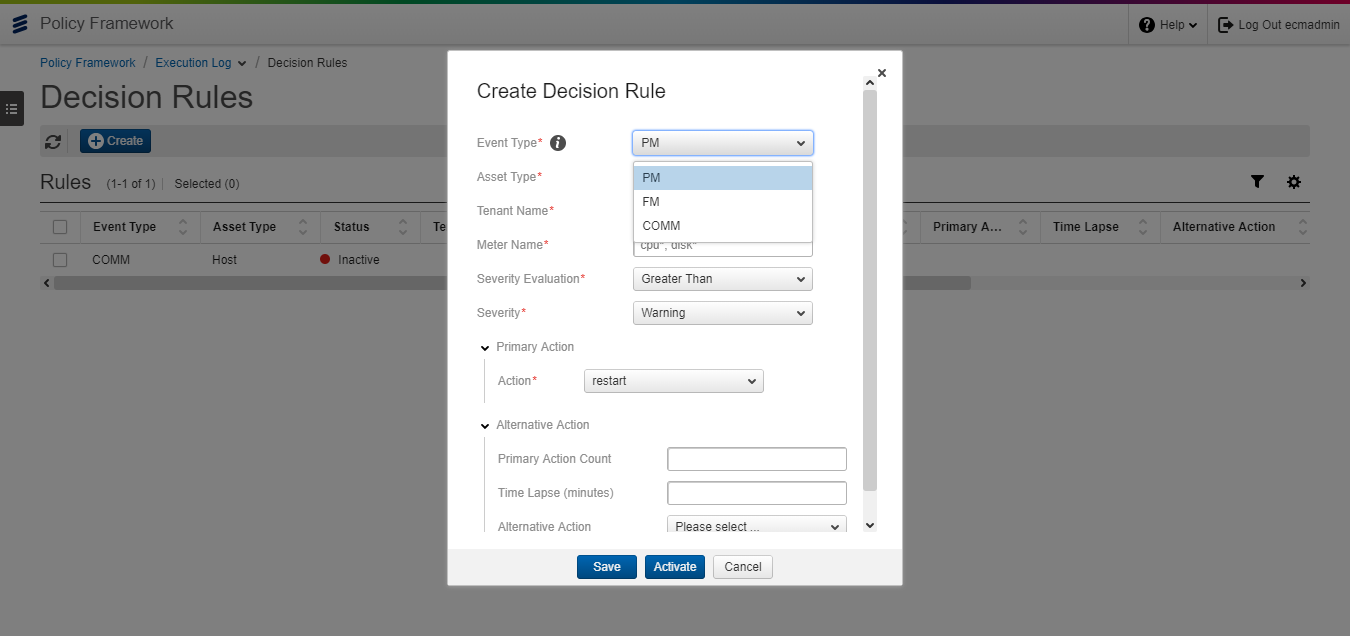 Policy Framework
Help
Log Out ecmadmin
Policy Framework / Execution Log / Decision Rules
Decision Rules
Create
Rules (1-1 of 1) Selected (0)
Event Type Asset Type Status Te Primary A... Time Lapse Alternative Action
COMM Host Inactive
Create Decision Rule
Event Type* PM
PM
FM
COMM
Asset Type*
Tenant Name*
Meter Name* cpu*, disk*
Severity Evaluation* Greater Than
Severity* Warning
Primary Action
Action* restart
Alternative Action
Primary Action Count
Time Lapse (minutes)
Alternative Action Please select ...
Save Activate Cancel